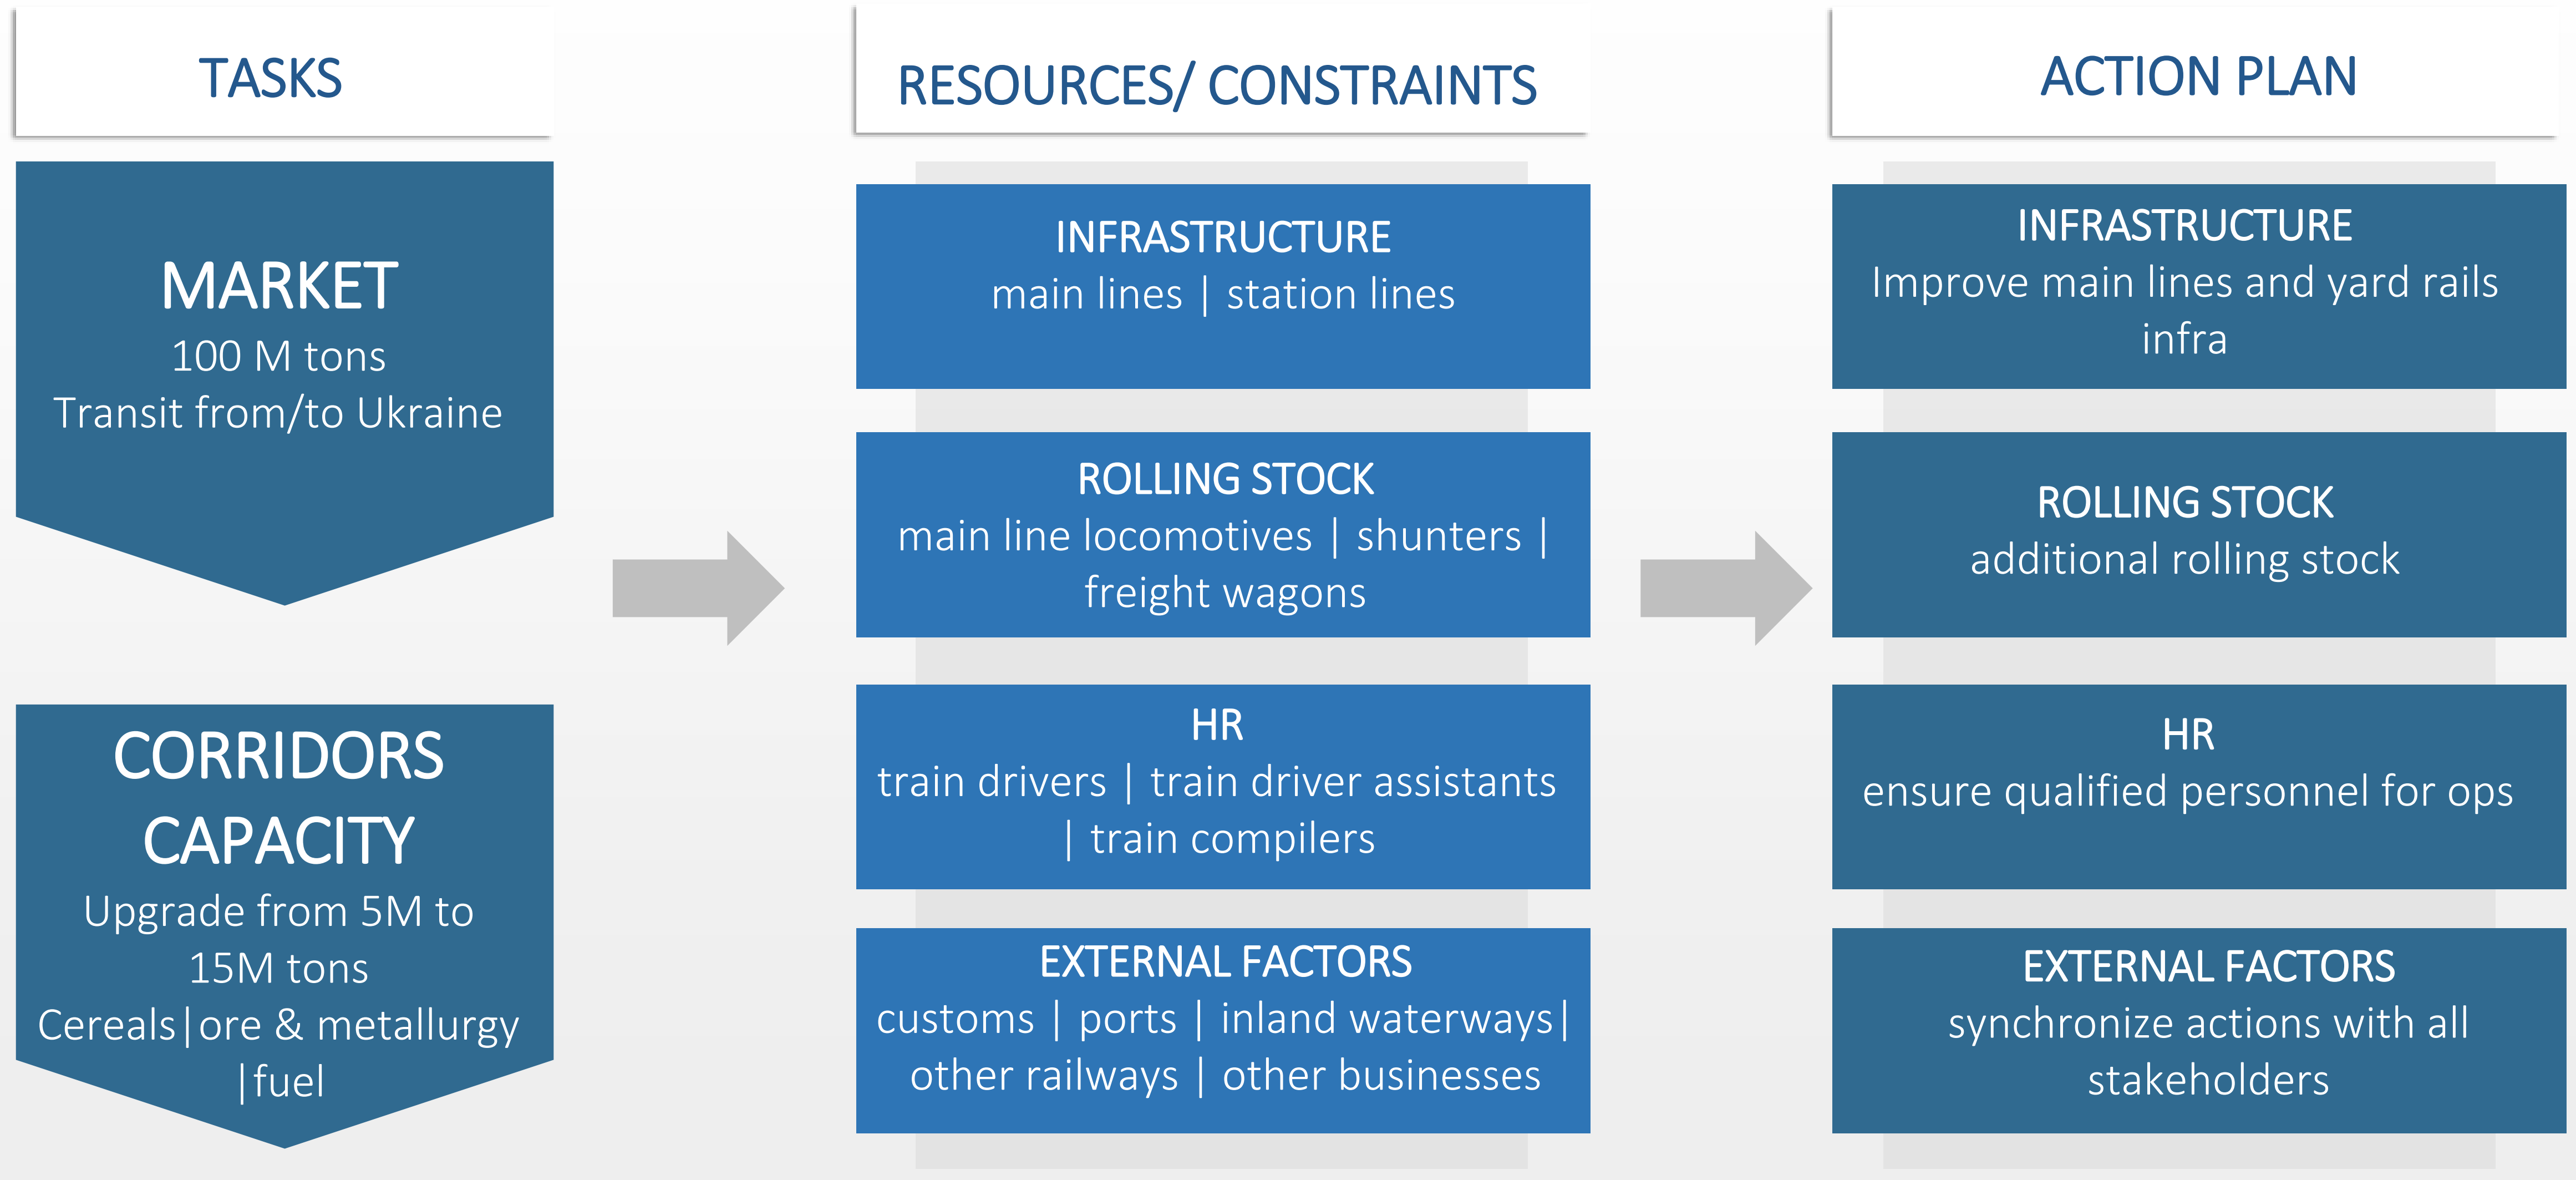 TASKS
MARKET
100 M tons
Transit from/to Ukraine
CORRIDORS
CAPACITY
Upgrade from 5M to
15M tons
Cereals|ore & metallurgy
|fuel
RESOURCES/ CONSTRAINTS
INFRASTRUCTURE
main lines | station lines
ROLLING STOCK
main line locomotives | shunters |
freight wagons
HR
train drivers | train driver assistants
| train compilers
EXTERNAL FACTORS
customs | ports | inland waterways|
other railways | other businesses
ACTION PLAN
INFRASTRUCTURE
Improve main lines and yard rails
infra
ROLLING STOCK
additional rolling stock
HR
ensure qualified personnel for ops
EXTERNAL FACTORS
synchronize actions with all
stakeholders